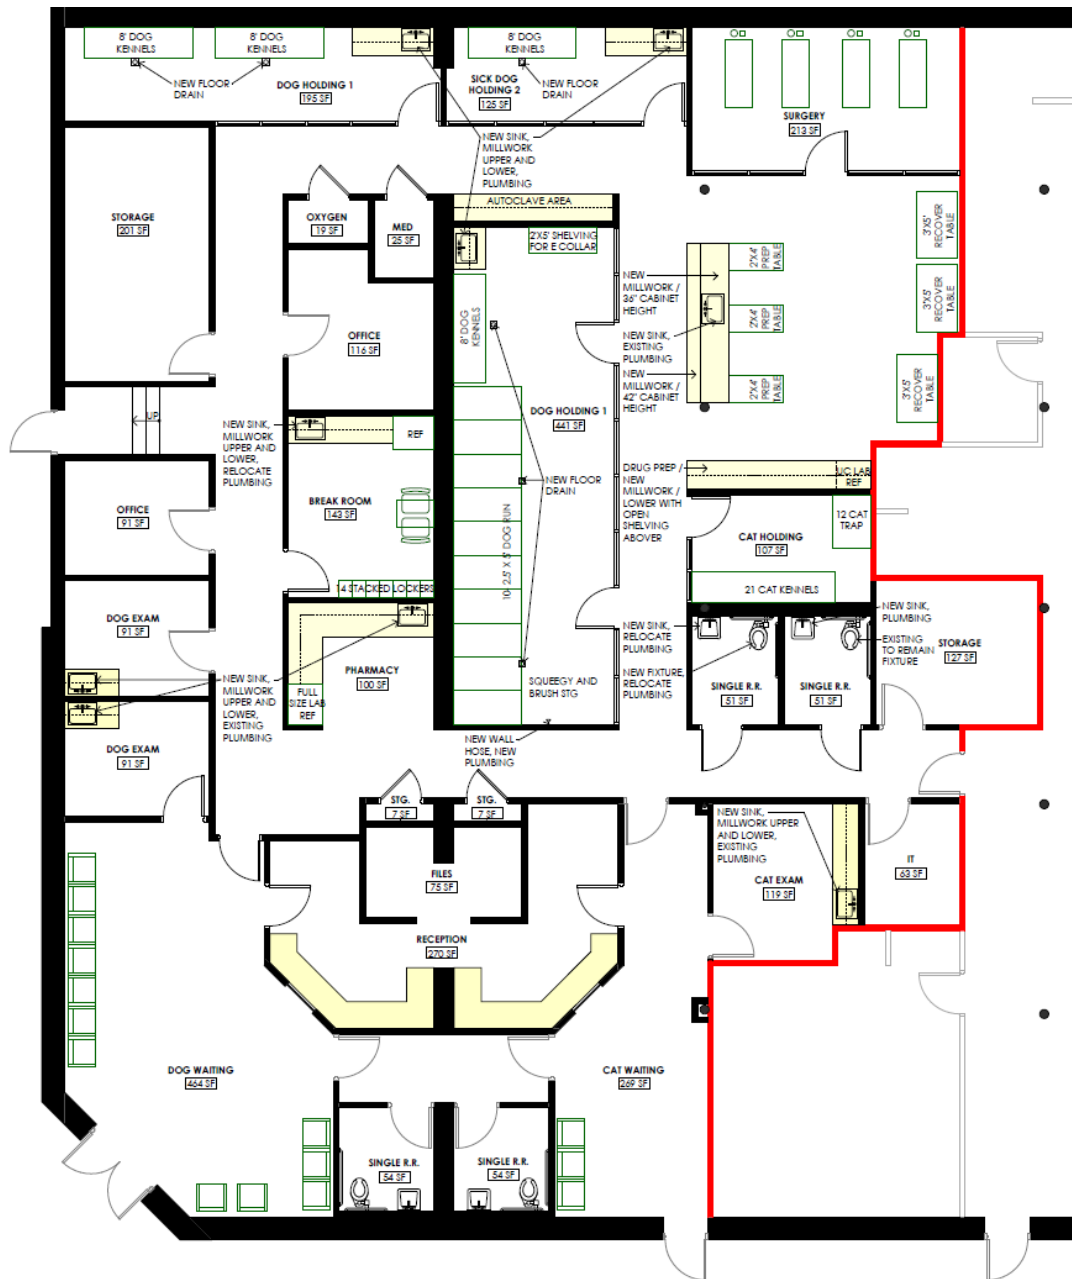 8' DOG
KENNELS
8' DOG
KENNELS
NEW FLOOR
DRAIN
DOG HOLDING 1
195 SF
8' DOG
KENNELS
SICK DOG
HOLDING 2
125 SF
NEW FLOOR
DRAIN
SURGERY
213 SF
NEW SINK,
MILLWORK
UPPER AND
LOWER,
PLUMBING
STORAGE
201 SF
OXYGEN
19 SF
MED
25 SF
AUTOCLAVE AREA
2'X5' SHELVING
FOR E COLLAR
3'X5'
RECOVER
TABLE
3'X5'
RECOVER
TABLE
3'X5'
RECOVER
TABLE
2'X4'
PREP
TABLE
2'X4'
PREP
TABLE
2'X4'
PREP
TABLE
NEW
MILLWORK /
36" CABINET
HEIGHT
NEW SINK,
EXISTING
PLUMBING
NEW
MILLWORK /
42" CABINET
HEIGHT
OFFICE
116 SF
8' DOG
KENNELS
DOG HOLDING 1
441 SF
UP
NEW SINK,
MILLWORK
UPPER AND
LOWER,
RELOCATE
PLUMBING
REF
BREAK ROOM
143 SF
14 STACKED LOCKERS
NEW FLOOR
DRAIN
10- 2.5' X 5' DOG RUN
DRUG PREP /
NEW
MILLWORK /
LOWER WITH
OPEN
SHELVING
ABOVER
UC LAB
REF
12 CAT
TRAP
CAT HOLDING
107 SF
21 CAT KENNELS
OFFICE
91 SF
DOG EXAM
91 SF
NEW SINK,
MILLWORK
UPPER AND
LOWER,
EXISTING
PLUMBING
PHARMACY
100 SF
FULL
SIZE LAB
REF
SQUEEGY AND
BRUSH STG
NEW SINK,
RELOCATE
PLUMBING
NEW FIXTURE,
RELOCATE
PLUMBING
NEW SINK,
PLUMBING
EXISTING
TO REMAIN
FIXTURE
STORAGE
127 SF
SINGLE R.R.
51 SF
SINGLE R.R.
51 SF
DOG EXAM
91 SF
NEW WALL
HOSE, NEW
PLUMBING
STG.
7 SF
STG.
7 SF
NEW SINK,
MILLWORK UPPER
AND LOWER,
EXISTING
PLUMBING
CAT EXAM
119 SF
IT
63 SF
FILES
75 SF
RECEPTION
270 SF
DOG WAITING
464 SF
CAT WAITING
269 SF
SINGLE R.R.
54 SF
SINGLE R.R.
54 SF